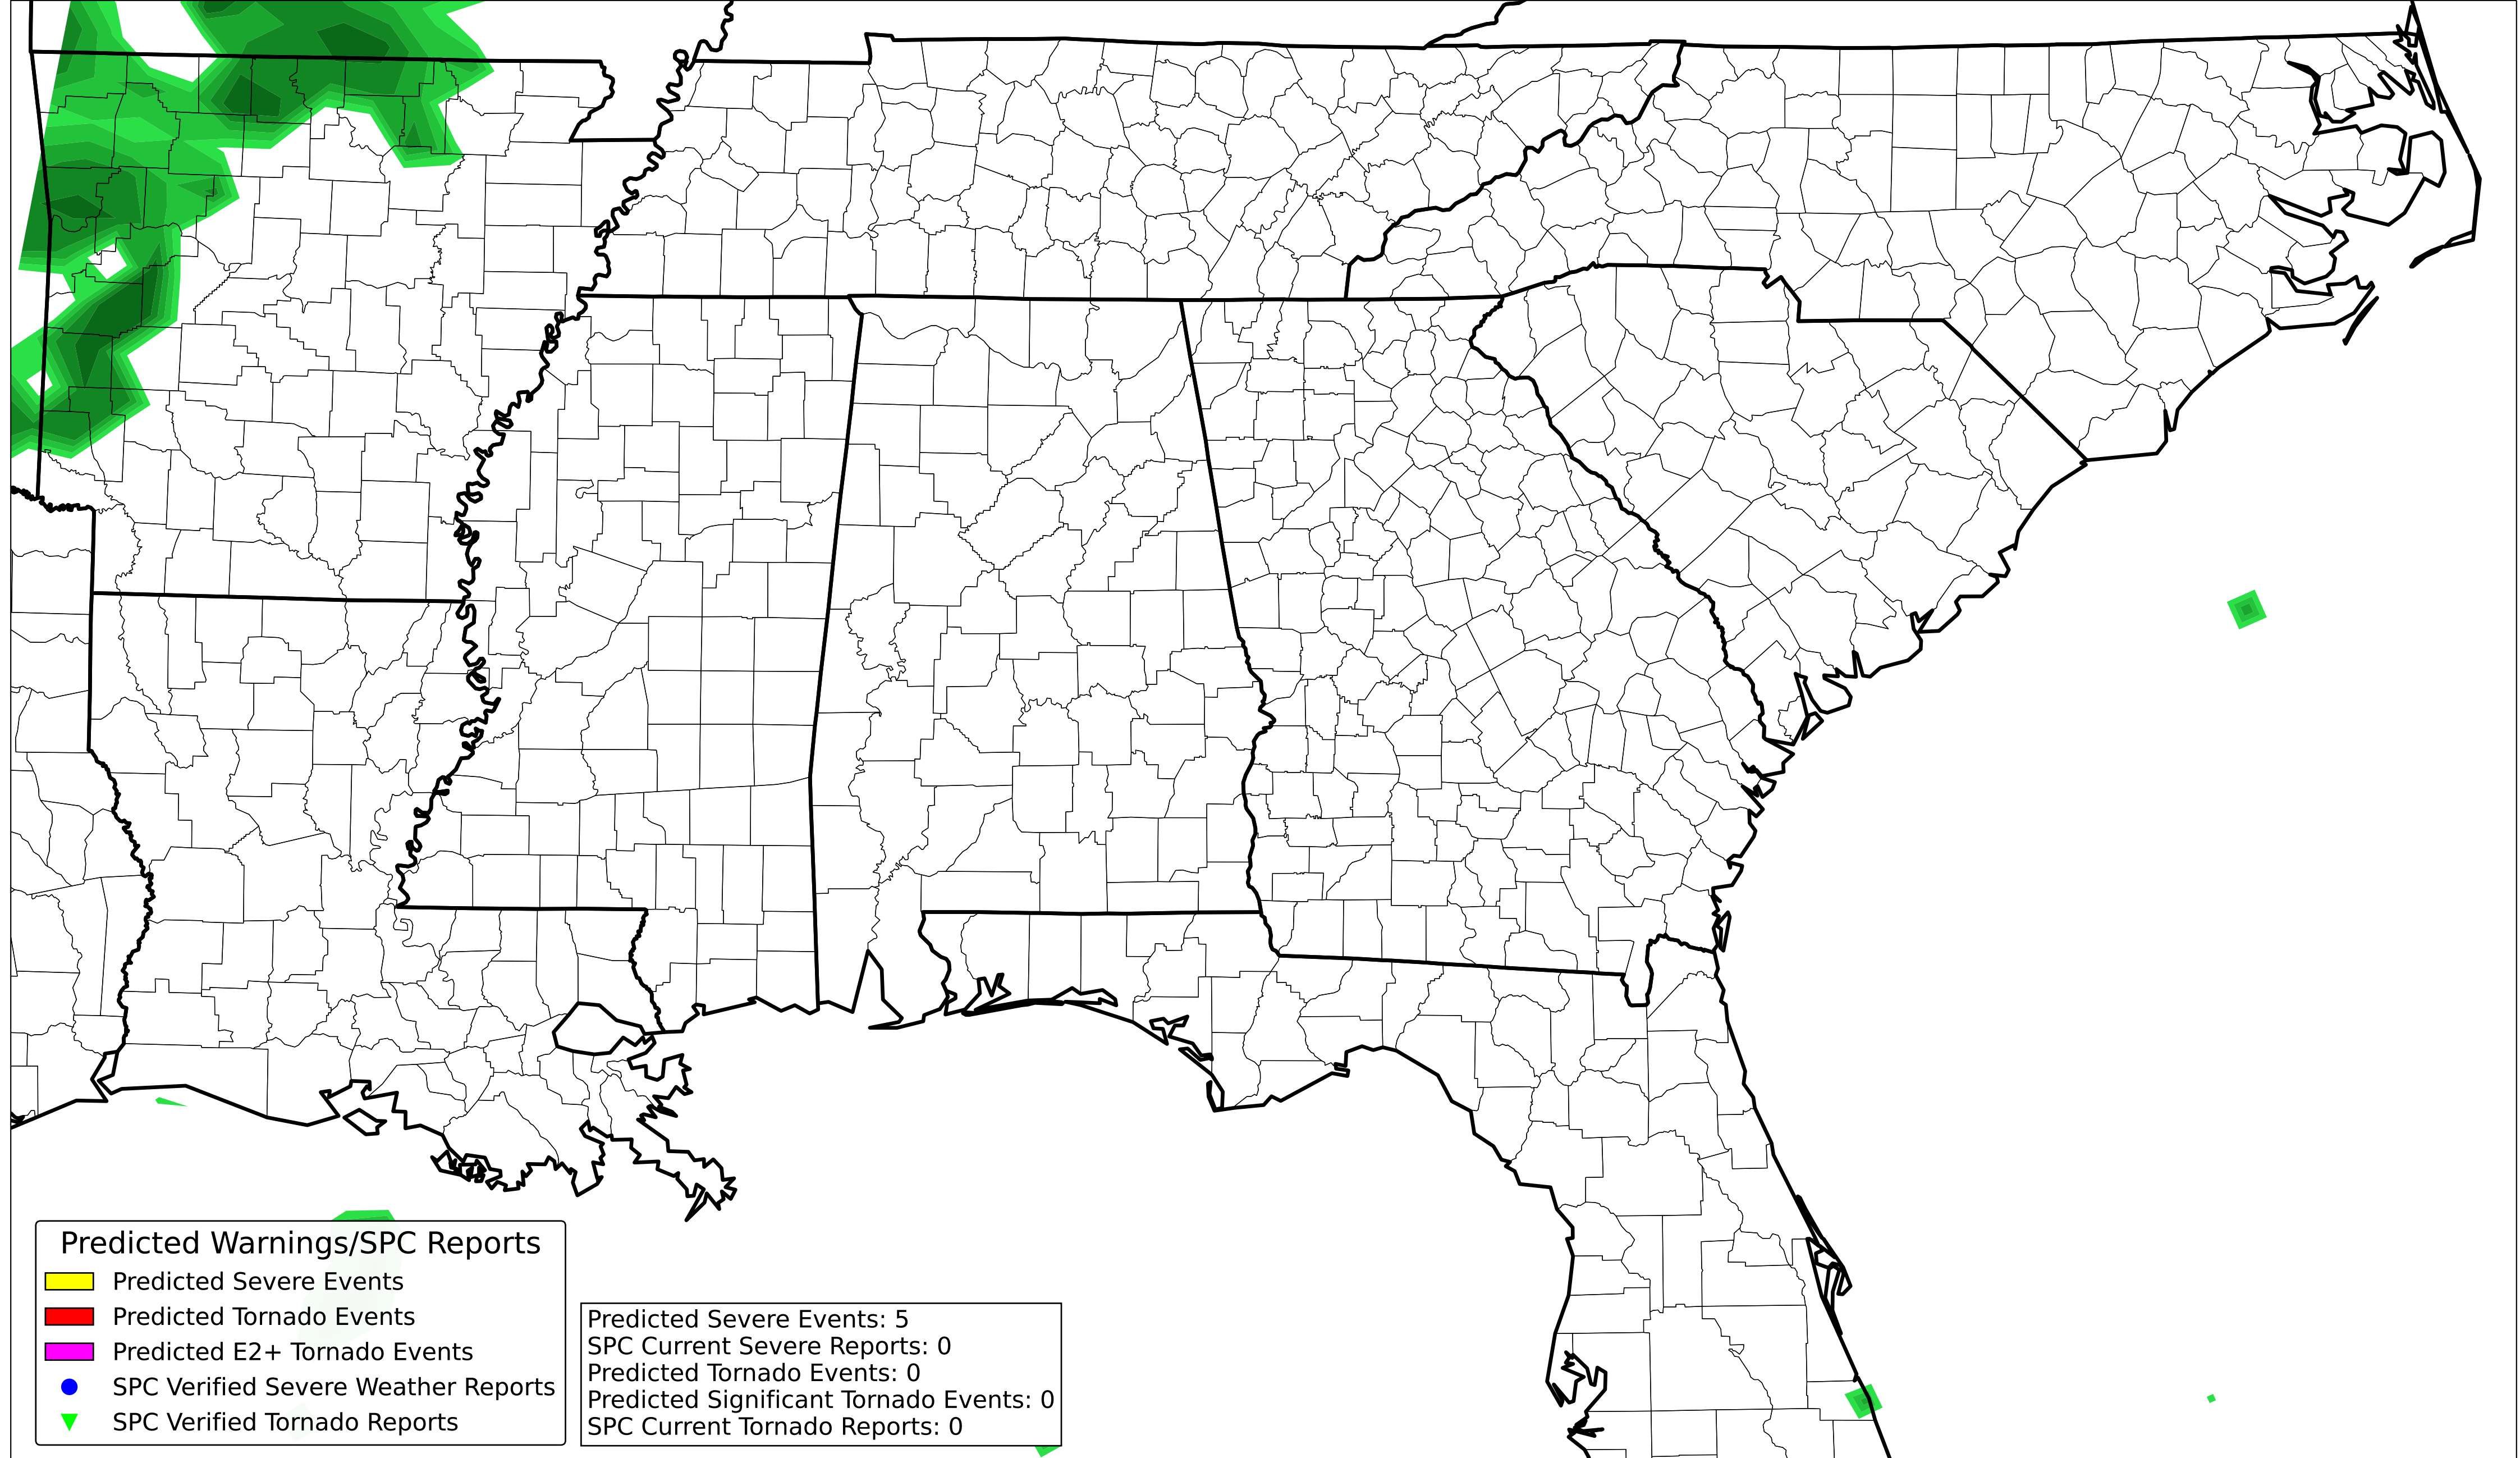 Predicted Warnings/SPC Reports
Predicted Severe Events
Predicted Tornado Events
Predicted E2+ Tornado Events
SPC Verified Severe Weather Reports
SPC Verified Tornado Reports
Predicted Severe Events: 5
SPC Current Severe Reports: 0
Predicted Tornado Events: 0
Predicted Significant Tornado Events: 0
SPC Current Tornado Reports: 0